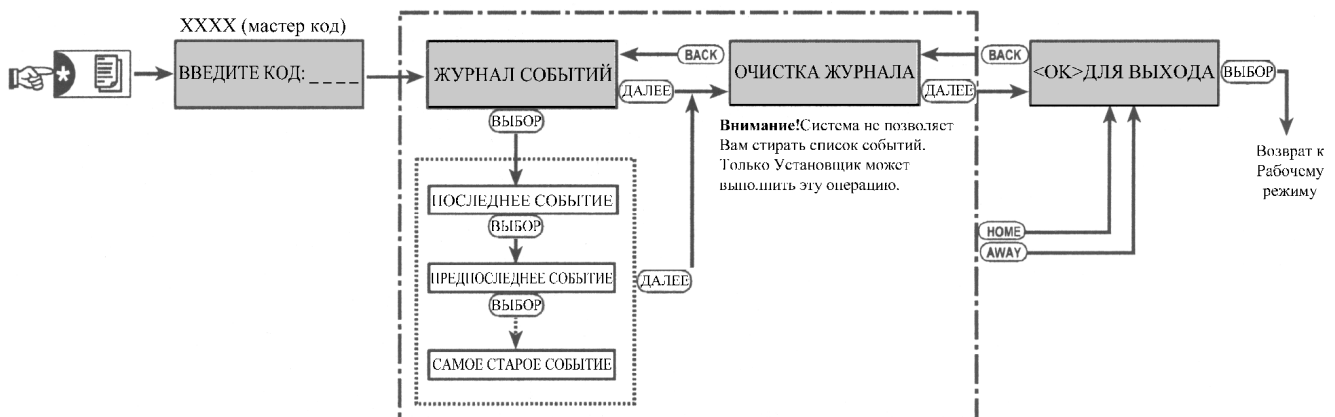 XXXX (мастер код)
*
ВВЕДИТЕ КОД: _ _ _ _
ЖУРНАЛ СОБЫТИЙ
BACK
ДАЛЕЕ
ОЧИСТКА ЖУРНАЛА
BACK
ДАЛЕЕ
<OK>ДЛЯ ВЫХОДА
ВЫБОР
ВЫБОР
Внимание!Система не позволяет
Вам стирать список событий.
Только Установщик может
выполнить эту операцию.
Возврат к
Рабочему
режиму
ПОСЛЕДНЕЕ СОБЫТИЕ
ВЫБОР
HOME
AWAY
ПРЕДПОСЛЕДНЕЕ СОБЫТИЕ
ДАЛЕЕ
ВЫБОР
САМОЕ СТАРОЕ СОБЫТИЕ